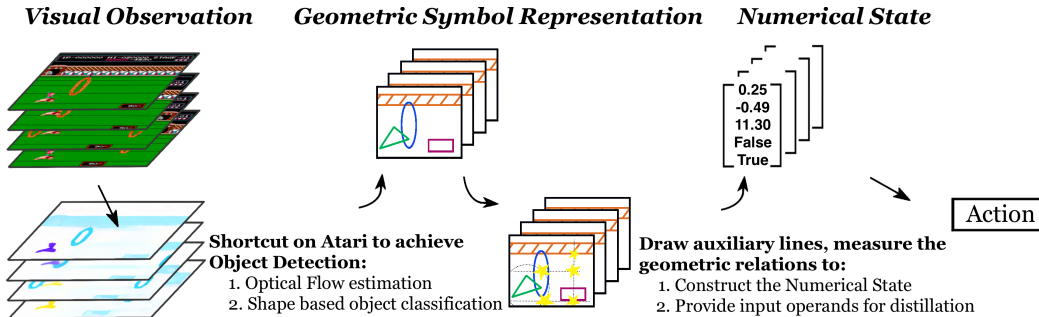 Visual Observation
Geometric Symbol Representation
Numerical State
0.25
-0.49
11.30
False
True
Shortcut on Atari to achieve
Object Detection:
1. Optical Flow estimation
2. Shape based object classification
Draw auxiliary lines, measure the
geometric relations to:
1. Construct the Numerical State
2. Provide input operands for distillation
Action